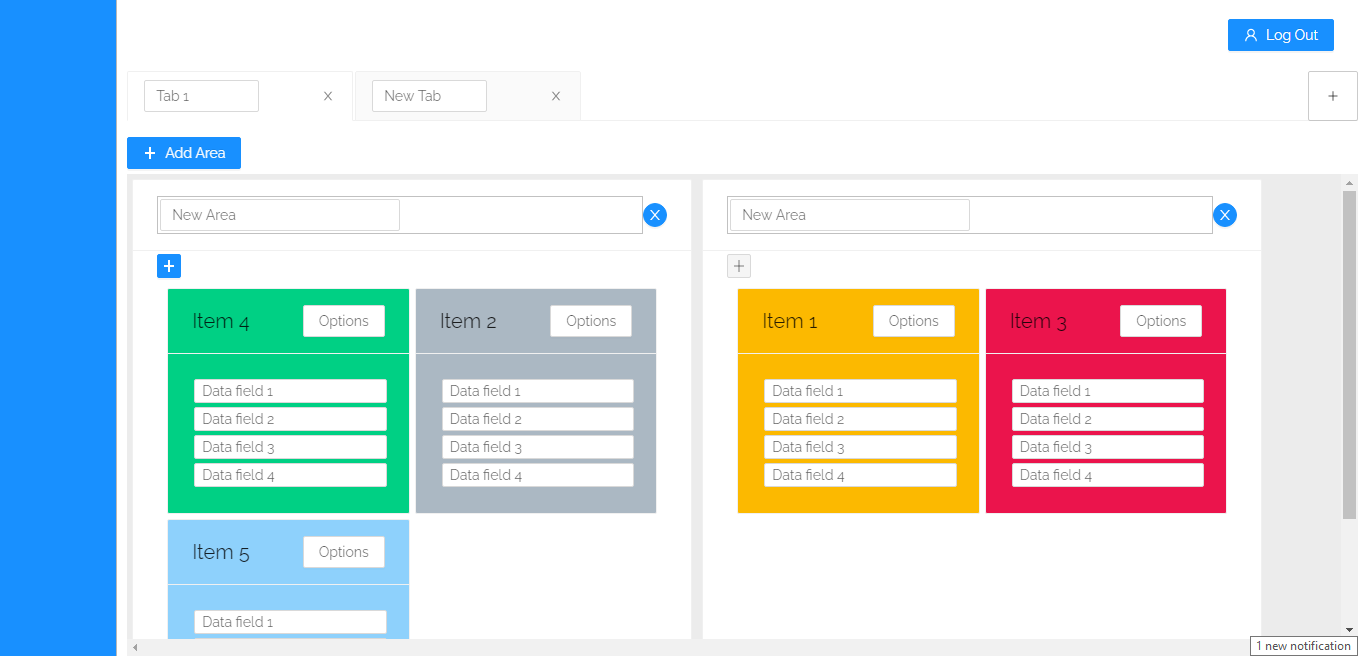 Log Out
Tab 1 X New Tab X +
+ Add Area
New Area X
+
Item 4 Options
Data field 1
Data field 2
Data field 3
Data field 4
Item 2 Options
Data field 1
Data field 2
Data field 3
Data field 4
Item 5 Options
Data field 1
New Area X
+
Item 1 Options
Data field 1
Data field 2
Data field 3
Data field 4
Item 3 Options
Data field 1
Data field 2
Data field 3
Data field 4
1 new notification